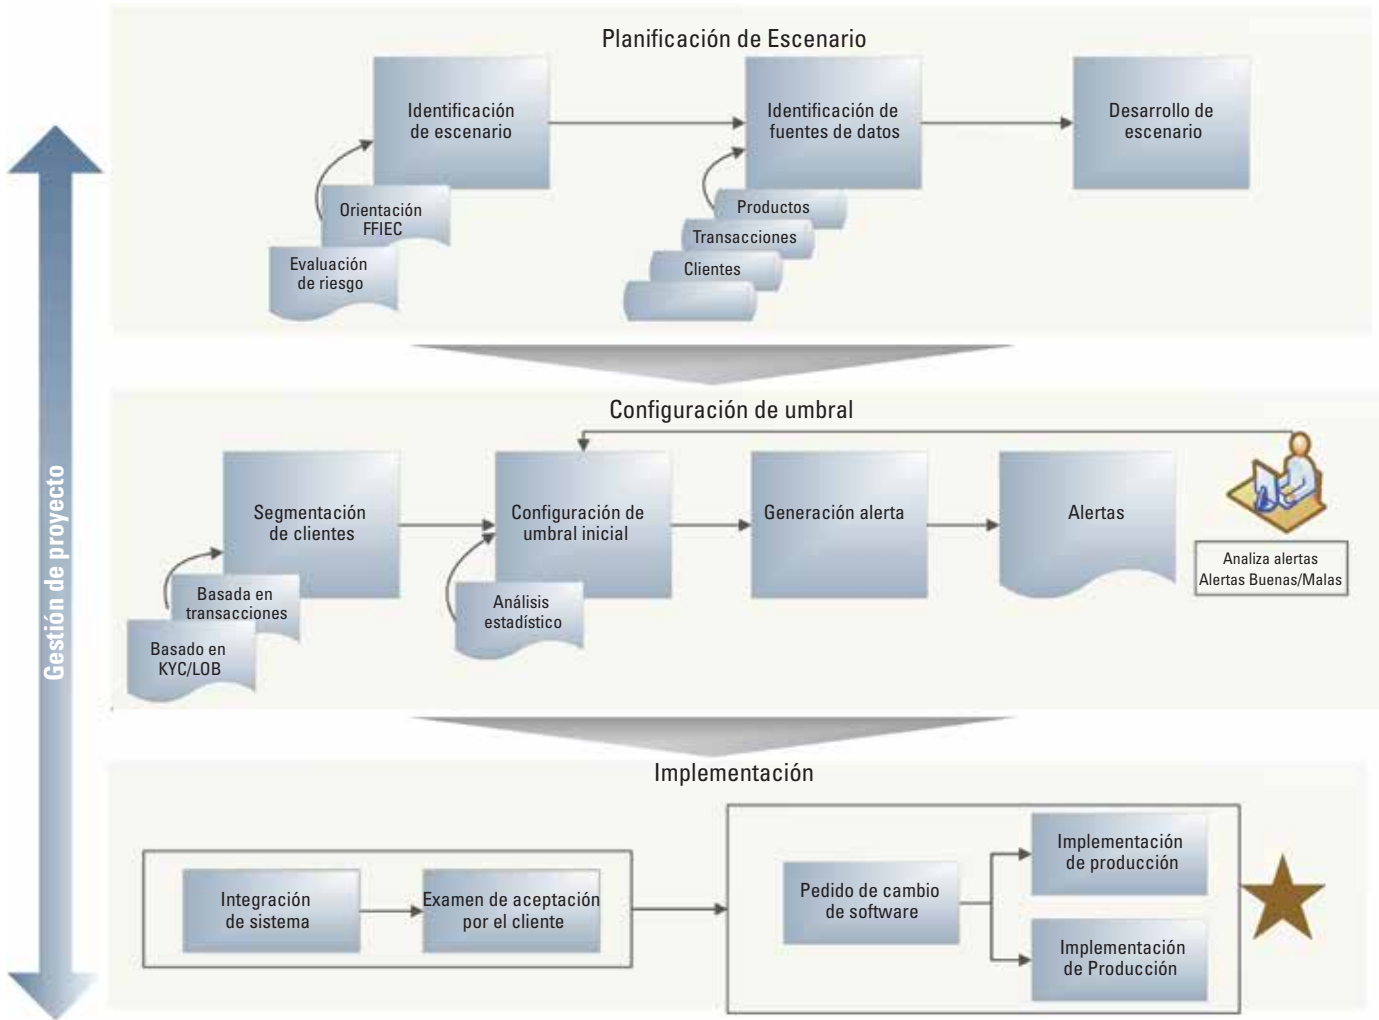 Planificación de Escenario
Identificación
de escenario
Identificación de
fuentes de datos
Desarrollo de
escenario
Orientación
FFIEC
Evaluación
de riesgo
Productos
Transacciones
Clientes
Gestión de proyecto
Configuración de umbral
Segmentación
de clientes
Configuración de
umbral inicial
Generación alerta
Alertas
Analiza alertas
Alertas Buenas/Malas
Basada en
transacciones
Basado en
KYC/LOB
Análisis
estadístico
Implementación
Integración
de sistema
Examen de aceptación
por el cliente
Pedido de cambio
de software
Implementación
de producción
Implementación
de Producción